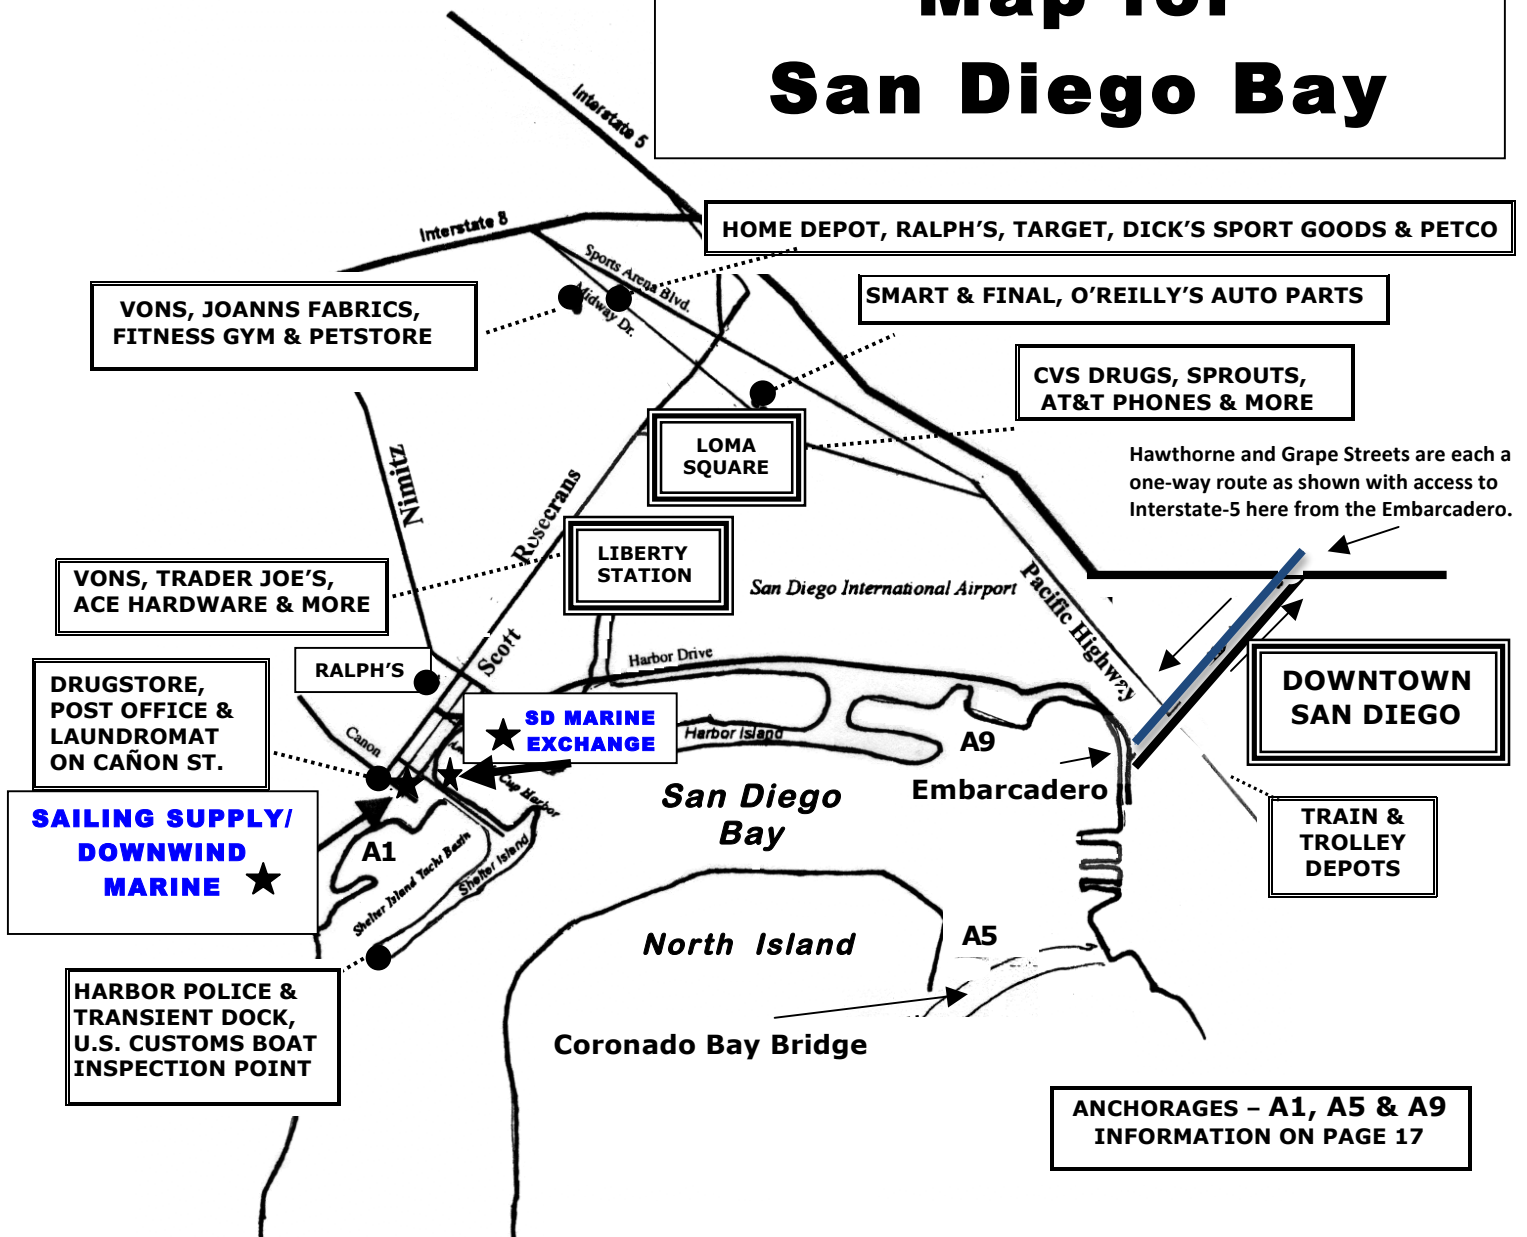 Map for
San Diego Bay
Interstate 5
Interstate 8
HOME DEPOT, RALPH'S, TARGET, DICK'S SPORT GOODS & PETCO
Sports Arena Blvd.
Midway Dr.
SMART & FINAL, O'REILLY'S AUTO PARTS
VONS, JOANNS FABRICS,
FITNESS GYM & PETSTORE
CVS DRUGS, SPROUTS,
AT&T PHONES & MORE
LOMA
SQUARE
Hawthorne and Grape Streets are each a
one-way route as shown with access to
Interstate-5 here from the Embarcadero.
Nimitz
Rosecrans
LIBERTY
STATION
VONS, TRADER JOE'S,
ACE HARDWARE & MORE
San Diego International Airport
Pacific Highway
Scott
Harbor Drive
RALPH'S
DRUGSTORE,
POST OFFICE &
LAUNDROMAT
ON CAÑON ST.
DOWNTOWN
SAN DIEGO
SD MARINE
EXCHANGE
Canon
Harbor Island
A9
Embarcadero
Cup Harbor
San Diego
Bay
SAILING SUPPLY/
DOWNWIND
MARINE
A1
Shelter Island Yacht Basin
Shelter Island
TRAIN &
TROLLEY
DEPOTS
North Island
A5
HARBOR POLICE &
TRANSIENT DOCK,
U.S. CUSTOMS BOAT
INSPECTION POINT
Coronado Bay Bridge
ANCHORAGES – A1, A5 & A9
INFORMATION ON PAGE 17